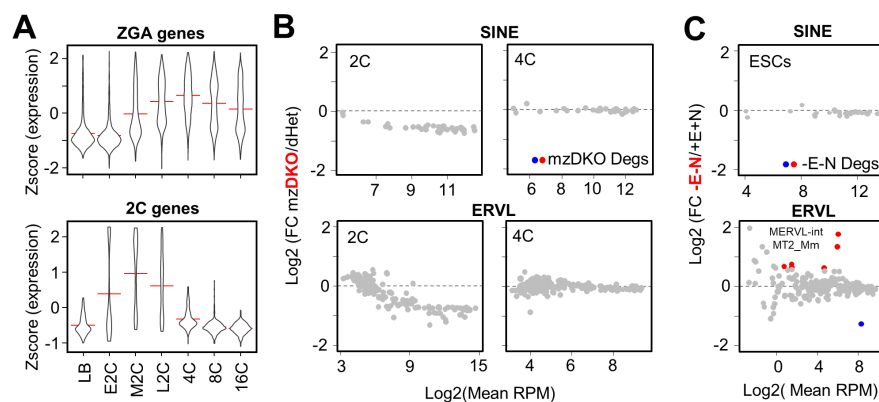 A
ZGA genes
Zscore (expression)
2
1
0
-2
2C genes
Zscore (expression)
2
1
0
-1
LB
E2C
M2C
L2C
4C
8C
16C
B
SINE
Log2 (FC mzDKO/dHet)
2C
2
0
-2
7
9
11
4C
mzDKO Degs
6
8
10
12
ERVL
2C
2
0
-2
3
9
15
4C
4
6
8
Log2(Mean RPM)
C
SINE
Log2 (FC -E-N/+E+N)
ESCs
2
0
-2
-E-N Degs
4
8
12
ERVL
MERVL-int
MT2_Mm
2
1
0
-2
0
4
8
Log2( Mean RPM)